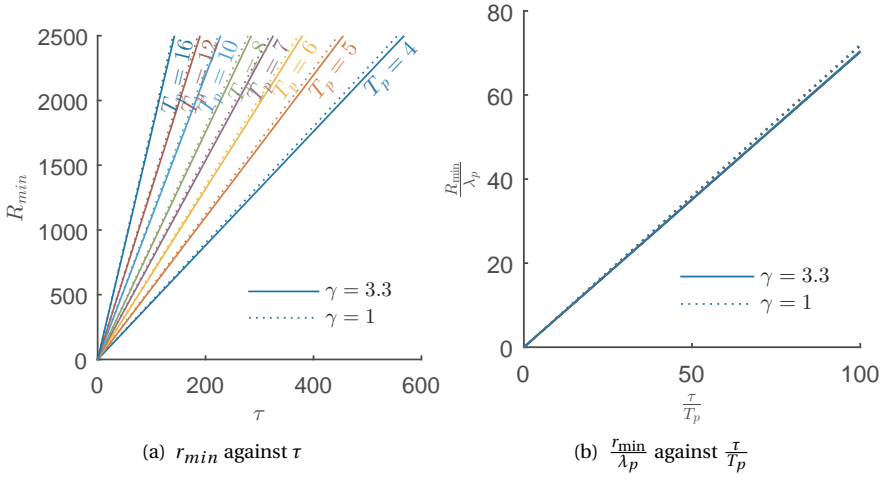 2500
2000
1500
1000
500
0
R_min
T_p = 16
T_p = 12
T_p = 10
T_p = 8
T_p = 7
T_p = 6
T_p = 5
T_p = 4
γ = 3.3
γ = 1
0 200 400 600
τ
(a) r_min against τ
80
60
40
20
0
R_min/λ_p
γ = 3.3
γ = 1
0 50 100
τ/T_p
(b) r_min/λ_p against τ/T_p